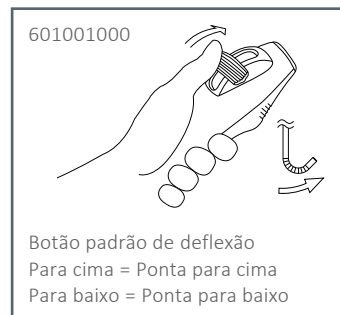 601001000
Botão padrão de deflexão
Para cima = Ponta para cima
Para baixo = Ponta para baixo